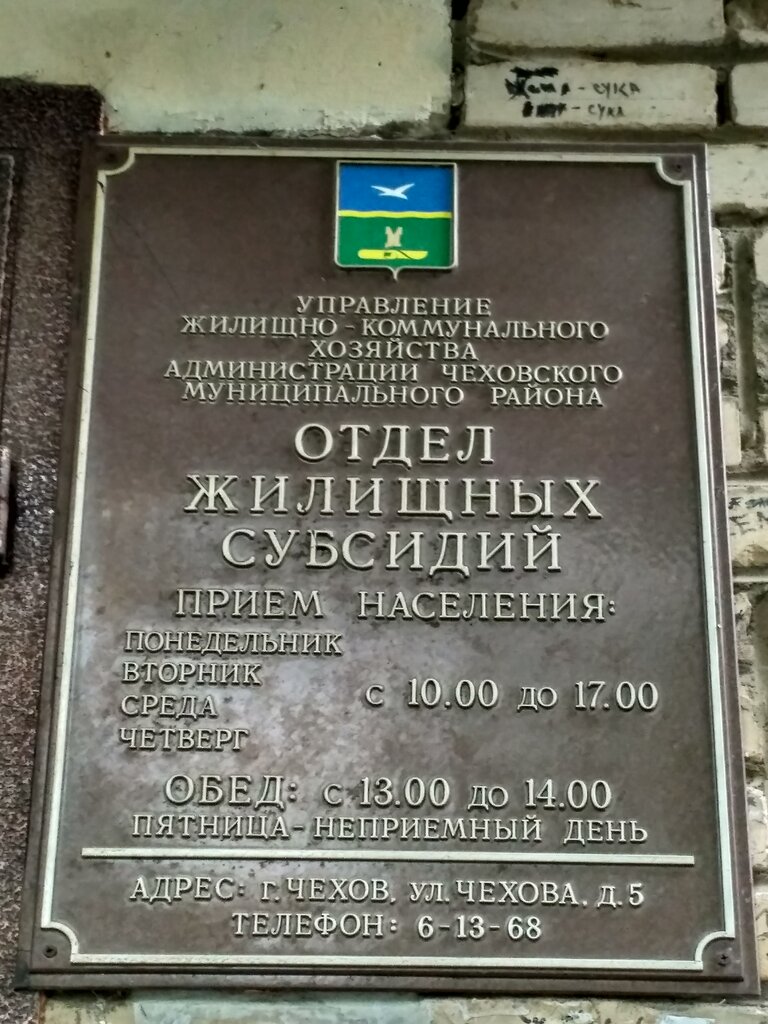 - сука
- сука
УПРАВЛЕНИЕ
ЖИЛИЩНО - КОММУНАЛЬНОГО
ХОЗЯЙСТВА
АДМИНИСТРАЦИИ ЧЕХОВСКОГО
МУНИЦИПАЛЬНОГО РАЙОНА
ОТДЕЛ
ЖИЛИЩНЫХ
СУБСИДИЙ
ПРИЕМ НАСЕЛЕНИЯ:
ПОНЕДЕЛЬНИК
ВТОРНИК
с 10.00 до 17.00
СРЕДА
ЧЕТВЕРГ
ОБЕД: с 13.00 до 14.00
ПЯТНИЦА - НЕПРИЕМНЫЙ ДЕНЬ
АДРЕС: г. ЧЕХОВ, УЛ. ЧЕХОВА, д. 5
ТЕЛЕФОН: 6-13-68